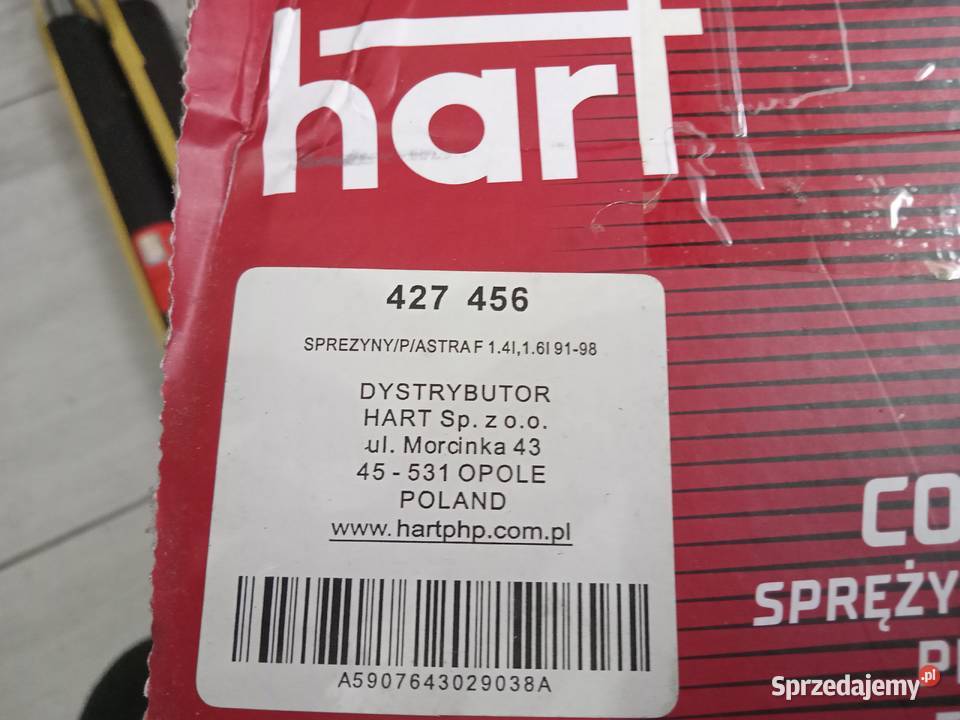 hart
427 456
SPREZYNY/P/ASTRA F 1.4I,1.6I 91-98
DYSTRYBUTOR
HART Sp. z o.o.
ul. Morcinka 43
45 - 531 OPOLE
POLAND
www.hartphp.com.pl
A5907643029038A
CO
SPRĘŻY
Sprzedajemy.pl